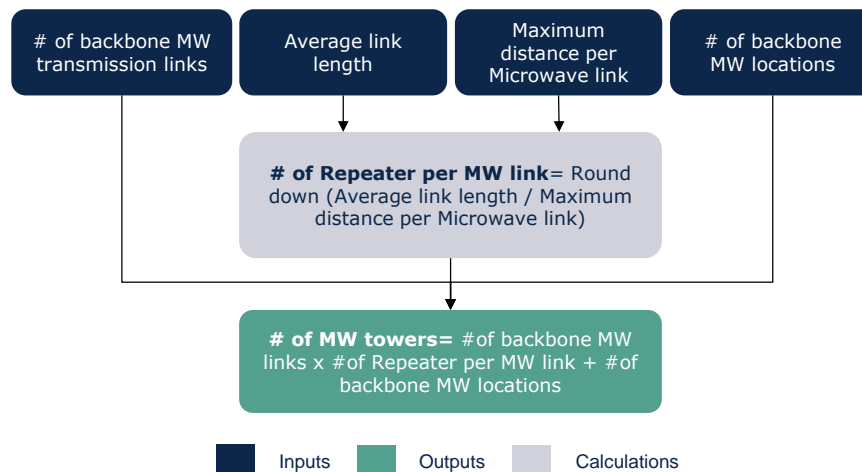 # of backbone MW
transmission links
Average link
length
Maximum
distance per
Microwave link
# of backbone
MW locations
# of Repeater per MW link= Round
down (Average link length / Maximum
distance per Microwave link)
# of MW towers= #of backbone MW
links x #of Repeater per MW link + #of
backbone MW locations
Inputs
Outputs
Calculations